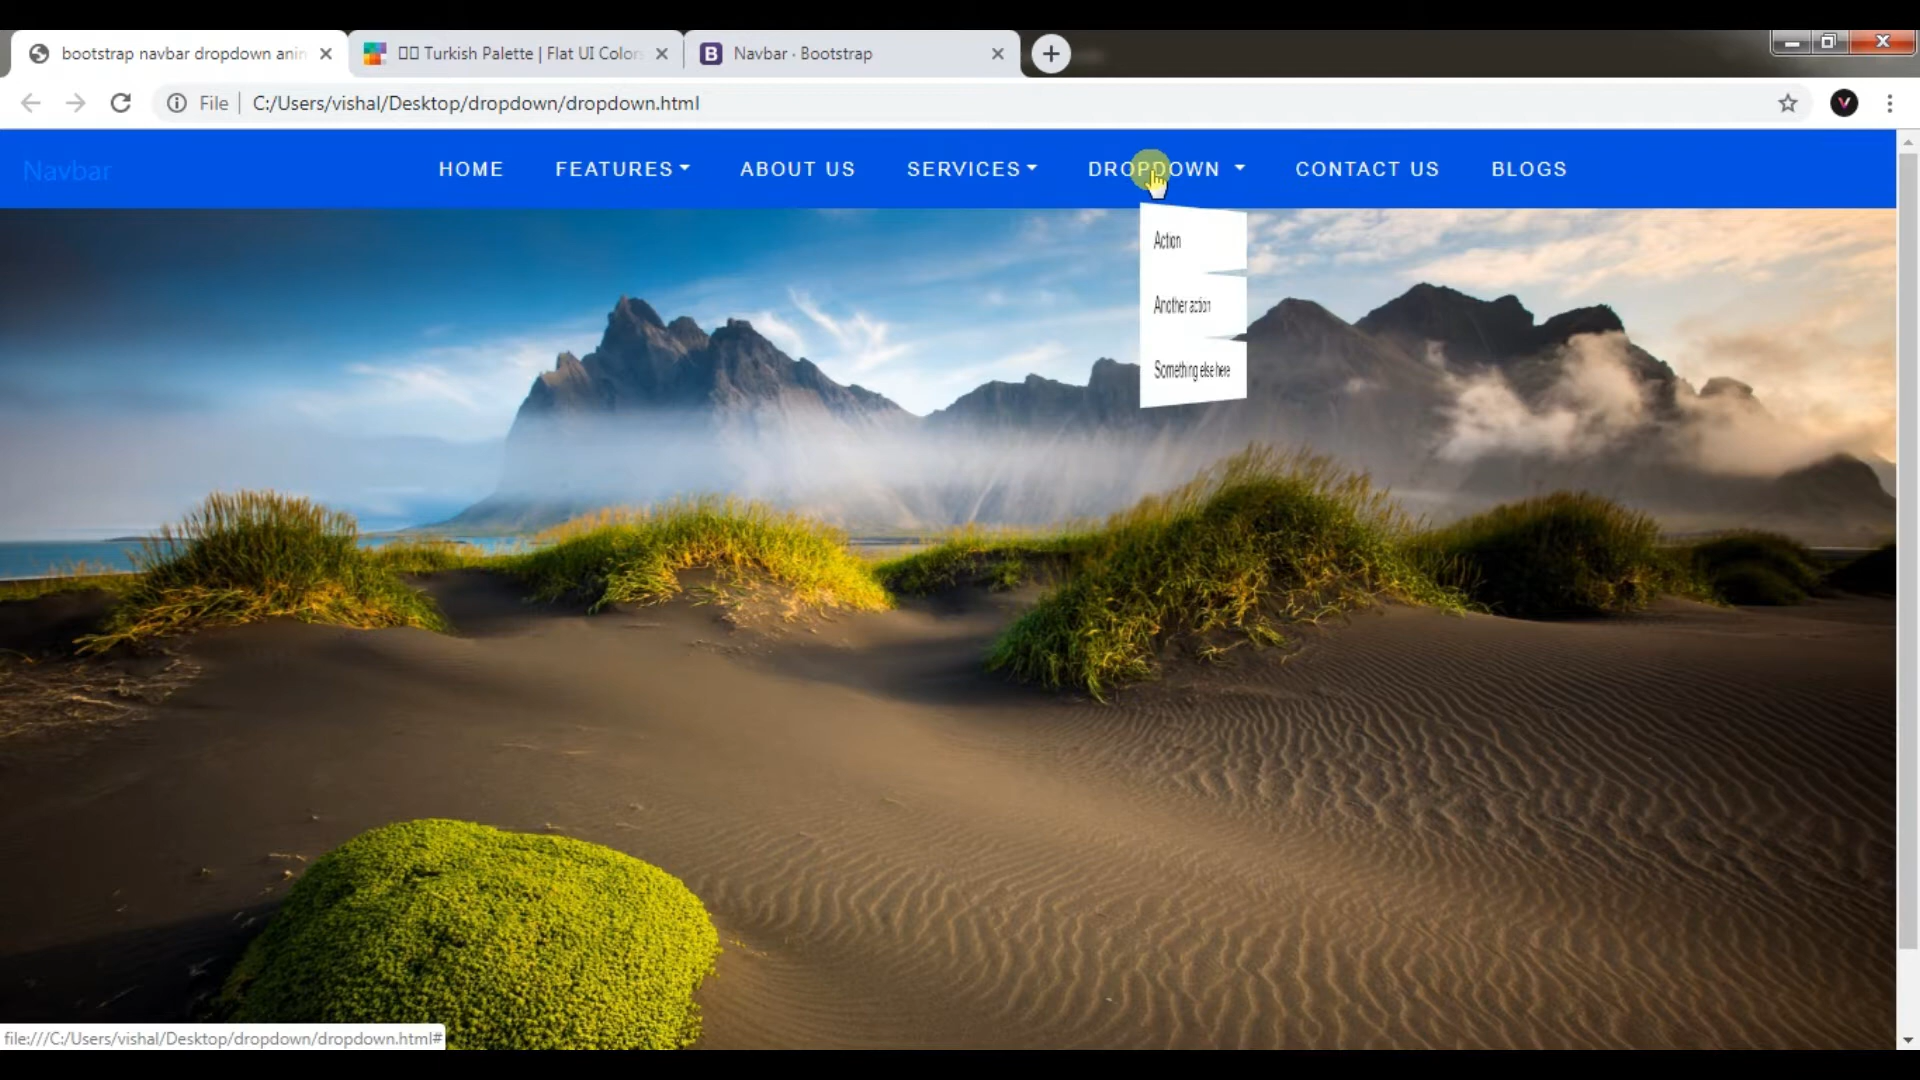 bootstrap navbar dropdown anin
Turkish Palette | Flat UI Colors
Navbar · Bootstrap
File
C:/Users/vishal/Desktop/dropdown/dropdown.html
Navbar
HOME
FEATURES
ABOUT US
SERVICES
DROPDOWN
CONTACT US
BLOGS
Action
Another action
Something else here
file:///C:/Users/vishal/Desktop/dropdown/dropdown.html#